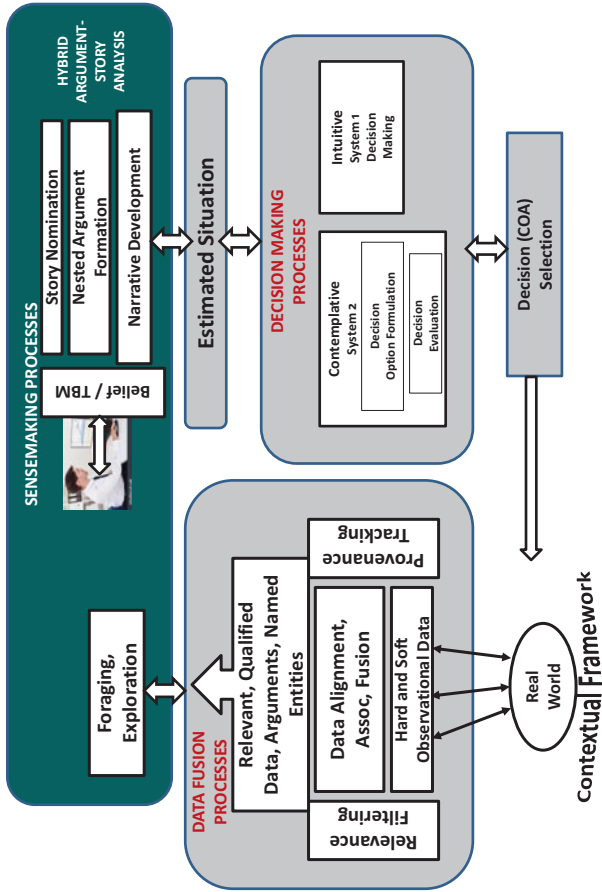 SENSEMAKING PROCESSES
HYBRID
ARGUMENT-
STORY
ANALYSIS
Foraging,
Exploration
Belief / TBM
Story Nomination
Nested Argument
Formation
Narrative Development
DATA FUSION
PROCESSES
Relevant, Qualified
Data, Arguments, Named
Entities
Relevance
Filtering
Data Alignment,
Assoc, Fusion
Hard and Soft
Observational Data
Provenance
Tracking
Real
World
Contextual Framework
Estimated Situation
DECISION MAKING
PROCESSES
Contemplative
System 2
Decision
Option Formulation
Decision
Evaluation
Intuitive
System 1
Decision
Making
Decision (COA)
Selection